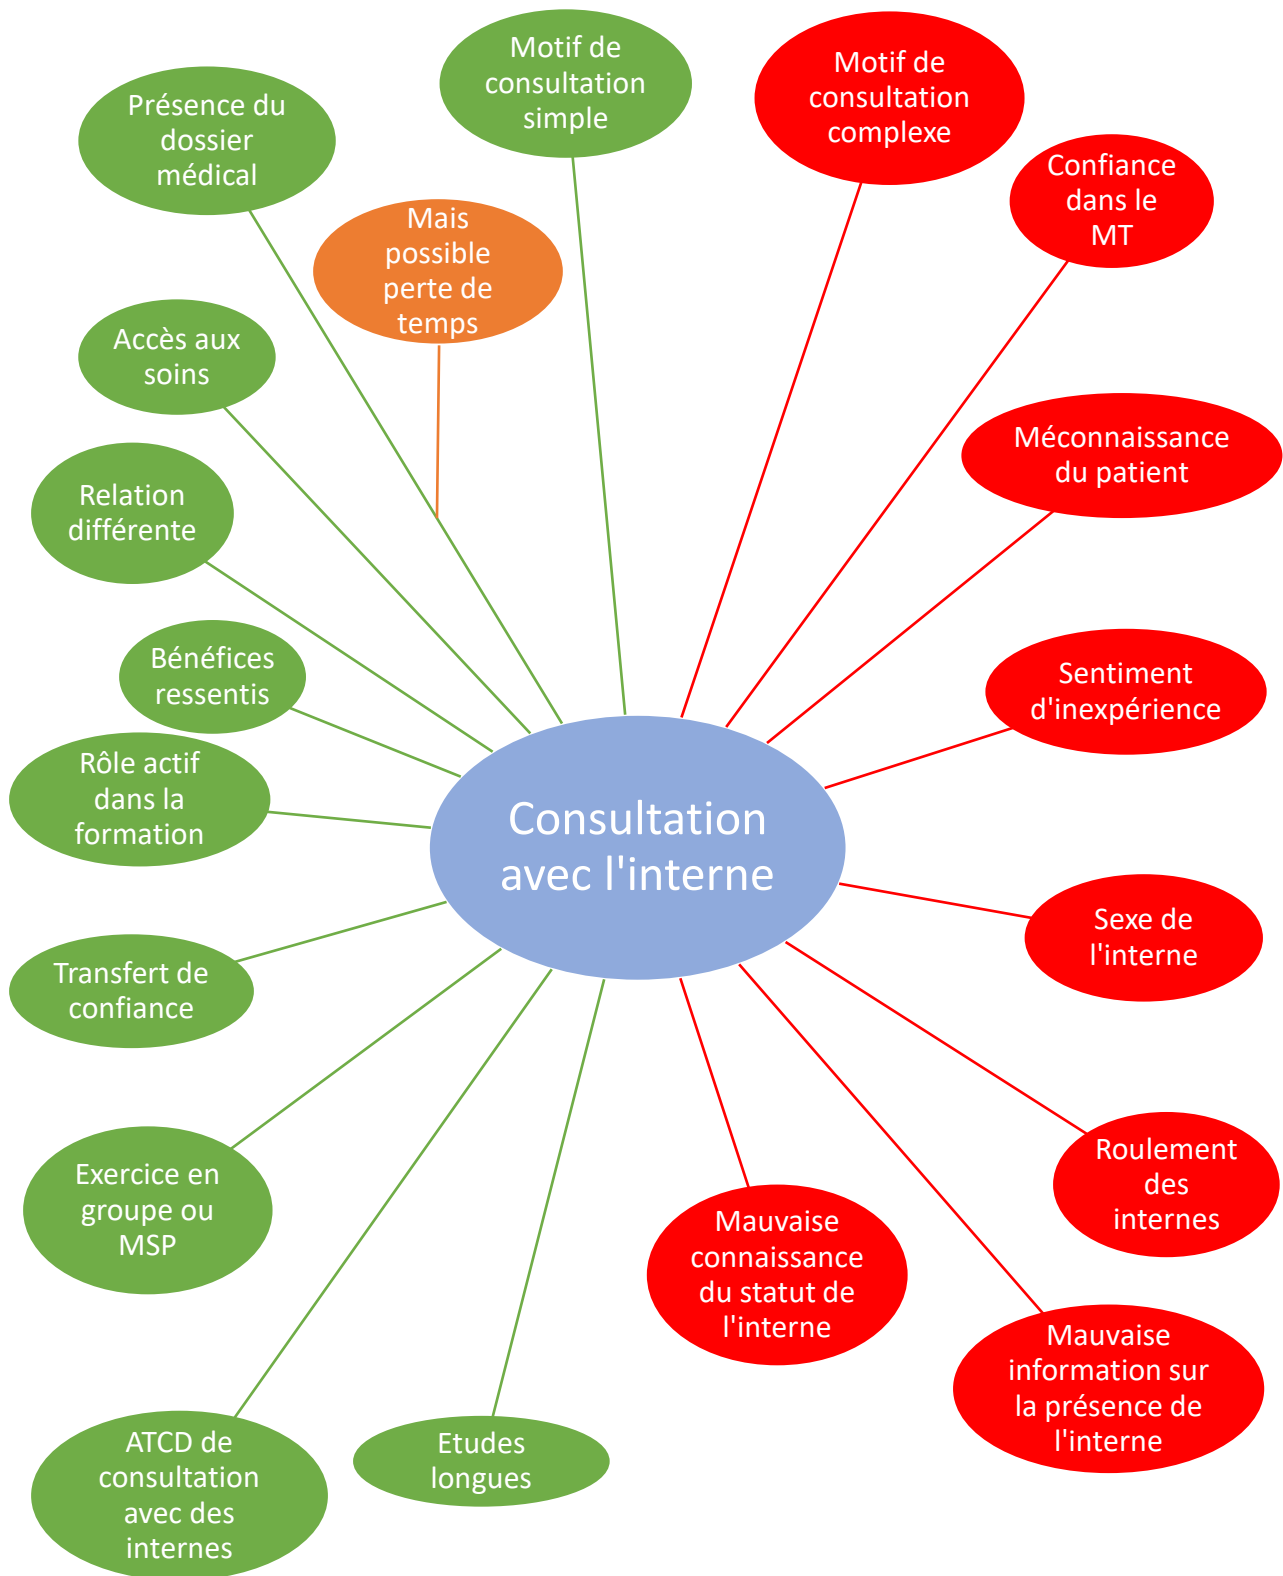 Motif de
consultation
simple
Motif de
consultation
complexe
Présence du
dossier
médical
Confiance
dans le
MT
Mais
possible
perte de
temps
Accès aux
soins
Méconnaissance
du patient
Relation
différente
Bénéfices
ressentis
Sentiment
d'inexpérience
Rôle actif
dans la
formation
Consultation
avec l'interne
Sexe de
l'interne
Transfert de
confiance
Exercice en
groupe ou
MSP
Roulement
des
internes
Mauvaise
connaissance
du statut de
l'interne
Mauvaise
information sur
la présence de
l'interne
ATCD de
consultation
avec des
internes
Etudes
longues